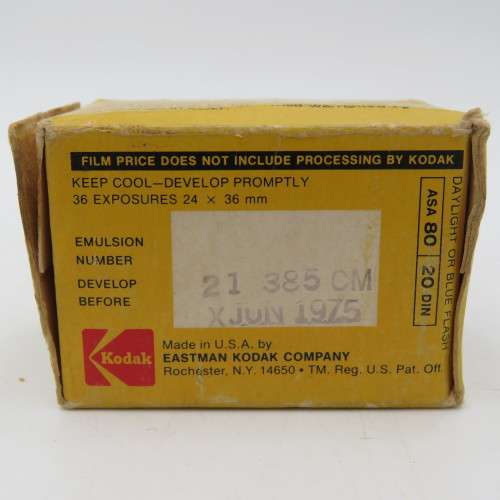 FILM PRICE DOES NOT INCLUDE PROCESSING BY KODAK
KEEP COOL—DEVELOP PROMPTLY
36 EXPOSURES 24 × 36 mm
EMULSION
NUMBER
21 385 CM
DEVELOP
BEFORE
X JUN 1975
Kodak
Made in U.S.A. by
EASTMAN KODAK COMPANY
Rochester, N.Y. 14650 • TM. Reg. U.S. Pat. Off.
ASA 80 20 DIN
DAYLIGHT OR BLUE FLASH